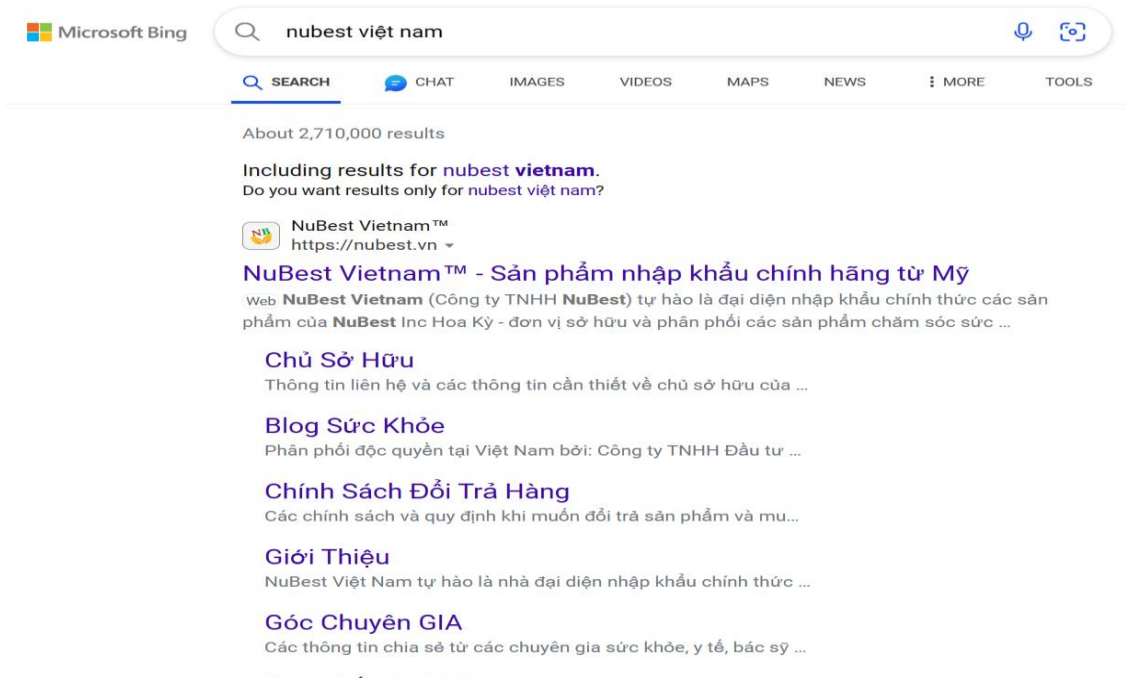 Microsoft Bing
nubest việt nam
SEARCH CHAT IMAGES VIDEOS MAPS NEWS MORE TOOLS
About 2,710,000 results
Including results for nubest vietnam.
Do you want results only for nubest việt nam?
NuBest Vietnam™
https://nubest.vn
NuBest Vietnam™ - Sản phẩm nhập khẩu chính hãng từ Mỹ
Web NuBest Vietnam (Công ty TNHH NuBest) tự hào là đại diện nhập khẩu chính thức các sản
phẩm của NuBest Inc Hoa Kỳ - đơn vị sở hữu và phân phối các sản phẩm chăm sóc sức ...
Chủ Sở Hữu
Thông tin liên hệ và các thông tin cần thiết về chủ sở hữu của ...
Blog Sức Khỏe
Phân phối độc quyền tại Việt Nam bởi: Công ty TNHH Đầu tư ...
Chính Sách Đổi Trả Hàng
Các chính sách và quy định khi muốn đổi trả sản phẩm và mu...
Giới Thiệu
NuBest Việt Nam tự hào là nhà đại diện nhập khẩu chính thức ...
Góc Chuyên GIA
Các thông tin chia sẻ từ các chuyên gia sức khỏe, y tế, bác sỹ ...